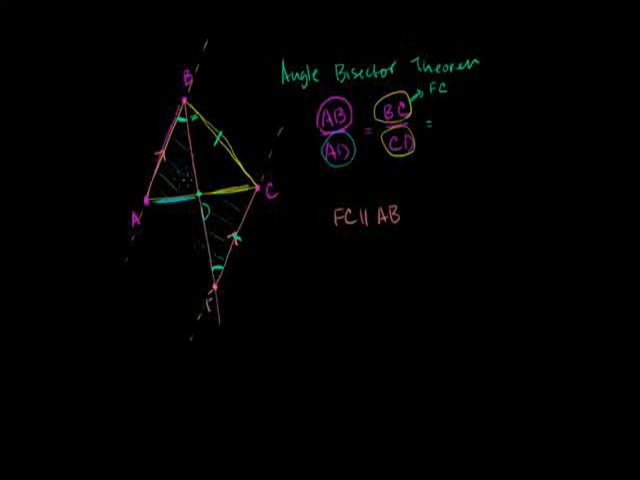 B
Angle Bisector Theorem
FC
AB = BC =
AD CD
A
D
C
FC || AB
F